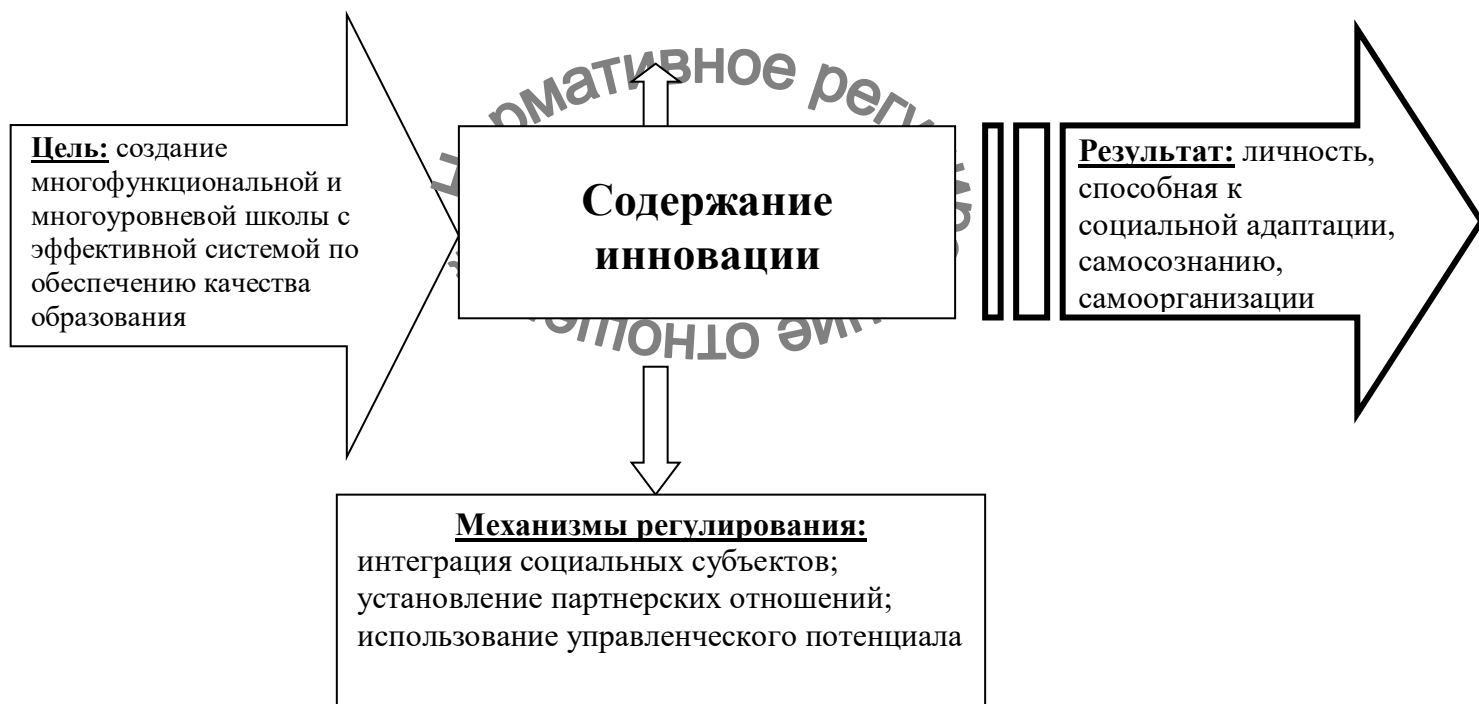 Цель: создание
многофункциональной и
многоуровневой школы с
эффективной системой по
обеспечению качества
образования
Содержание
инновации
Результат: личность,
способная к
социальной адаптации,
самосознанию,
самоорганизации
Механизмы регулирования:
интеграция социальных субъектов;
установление партнерских отношений;
использование управленческого потенциала